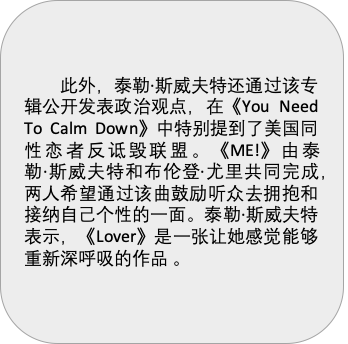 此外，泰勒·斯威夫特还通过该专
辑公开发表政治观点，在《You Need
To Calm Down》中特别提到了美国同
性恋者反诋毁联盟。《ME!》由泰
勒·斯威夫特和布伦登·尤里共同完成，
两人希望通过该曲鼓励听众去拥抱和
接纳自己个性的一面。泰勒·斯威夫特
表示，《Lover》是一张让她感觉能够
重新深呼吸的作品 。